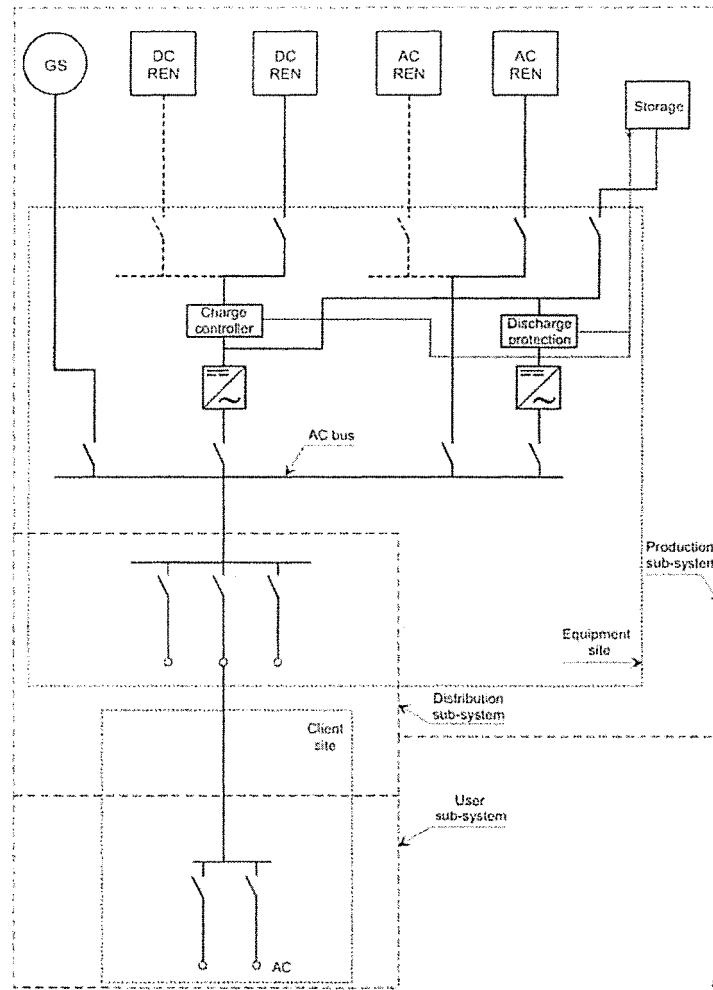 GS
DC
REN
DC
REN
AC
REN
AC
REN
Storage
Charge
controller
Discharge
protection
AC bus
Production
sub-system
Equipment
site
Distribution
sub-system
Client
site
User
sub-system
AC